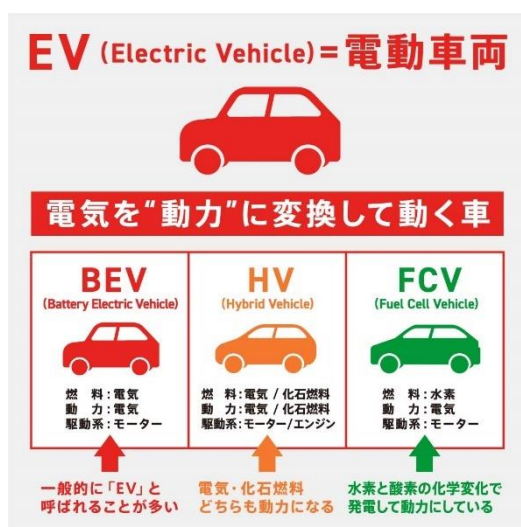 EV (Electric Vehicle)=電動車両
電気を“動力”に変換して動く車
BEV
(Battery Electric Vehicle)
燃　料:電気
動　力:電気
駆動系:モーター
一般的に「EV」と
呼ばれることが多い
HV
(Hybrid Vehicle)
燃　料:電気 / 化石燃料
動　力:電気 / 化石燃料
駆動系:モーター/エンジン
電気・化石燃料
どちらも動力になる
FCV
(Fuel Cell Vehicle)
燃　料:水素
動　力:電気
駆動系:モーター
水素と酸素の化学変化で
発電して動力にしている